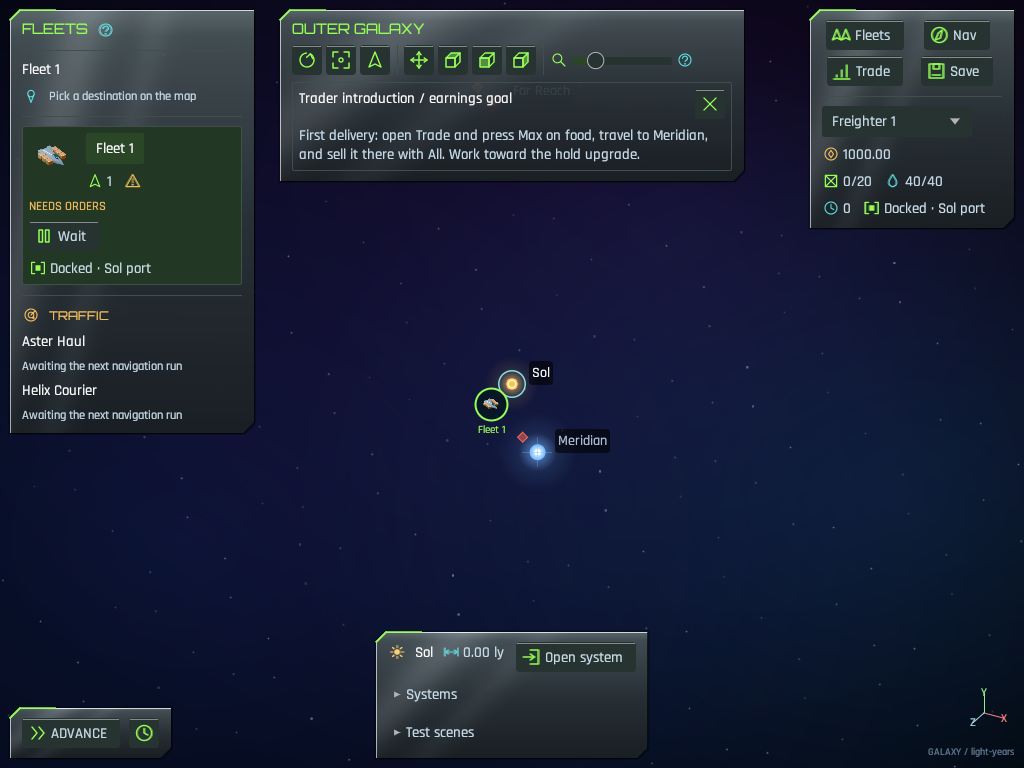 FLEETS
Fleet 1
Pick a destination on the map
Fleet 1
1
NEEDS ORDERS
Wait
Docked · Sol port
TRAFFIC
Aster Haul
Awaiting the next navigation run
Helix Courier
Awaiting the next navigation run
OUTER GALAXY
Far Reach
Trader introduction / earnings goal
First delivery: open Trade and press Max on food, travel to Meridian,
and sell it there with All. Work toward the hold upgrade.
Fleets
Nav
Trade
Save
Freighter 1
1000.00
0/20 40/40
0 Docked · Sol port
Sol
Fleet 1
Meridian
Sol 0.00 ly Open system
Systems
Test scenes
ADVANCE
Y
X
Z
GALAXY / light-years